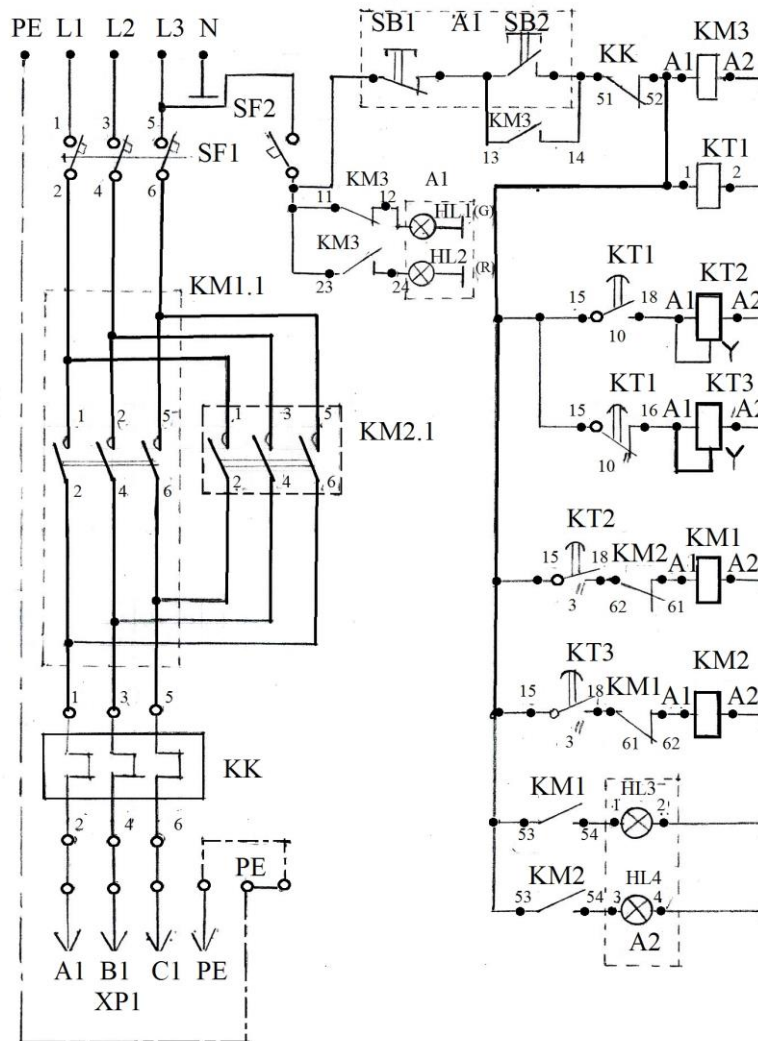 PE L1 L2 L3 N
SB1 A1 SB2 KM3
KK A1 A2
51 52
1 3 5 SF2
SF1
KM3
13 14
2 4 6
KT1
1 2
KM3 A1
11 12 HL1 (G)
KM3 HL2 (R)
23 24
KM1.1
KT1 KT2
15 18 A1 A2
10
KT1 KT3
15 16 A1 A2
10
1 2 5 1 3 5
KM2.1
2 4 6 2 4 6
KT2 KM2 KM1
15 18 A1 A2
3 62 61
KT3 KM1 KM2
15 18 A1 A2
3 61 62
1 3 5
KK
KM1 HL3
53 54 1 2
2 4 6
PE
KM2 HL4
53 54 3 4
A2
A1 B1 C1 PE
XP1